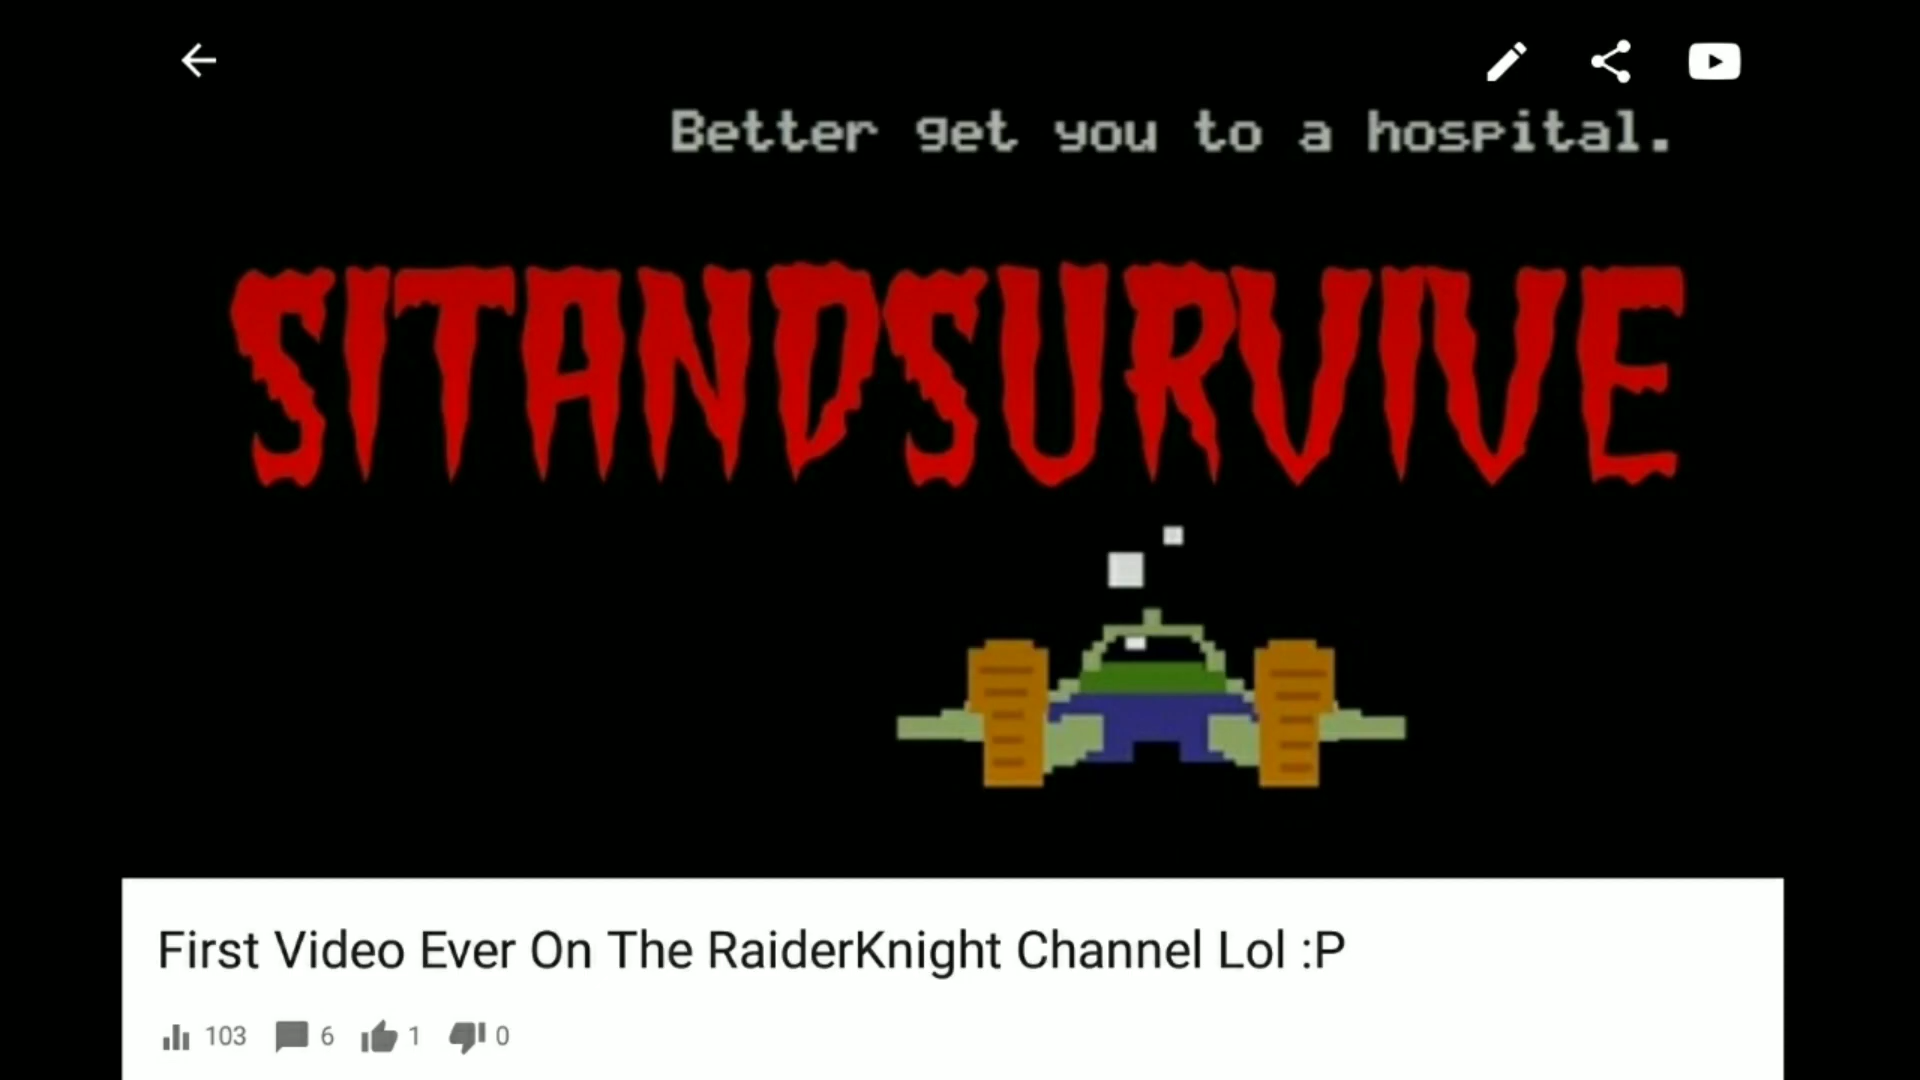 Better get you to a hospital.
SITANDSURVIVE
First Video Ever On The RaiderKnight Channel Lol :P
103 6 1 0